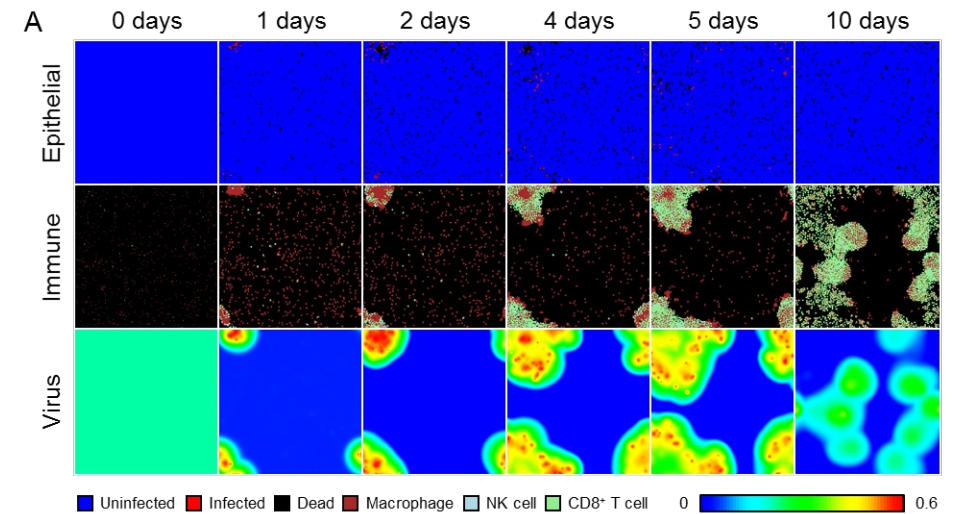 A
0 days 1 days 2 days 4 days 5 days 10 days
Epithelial
Immune
Virus
Uninfected Infected Dead Macrophage NK cell CD8⁺ T cell 0 0.6